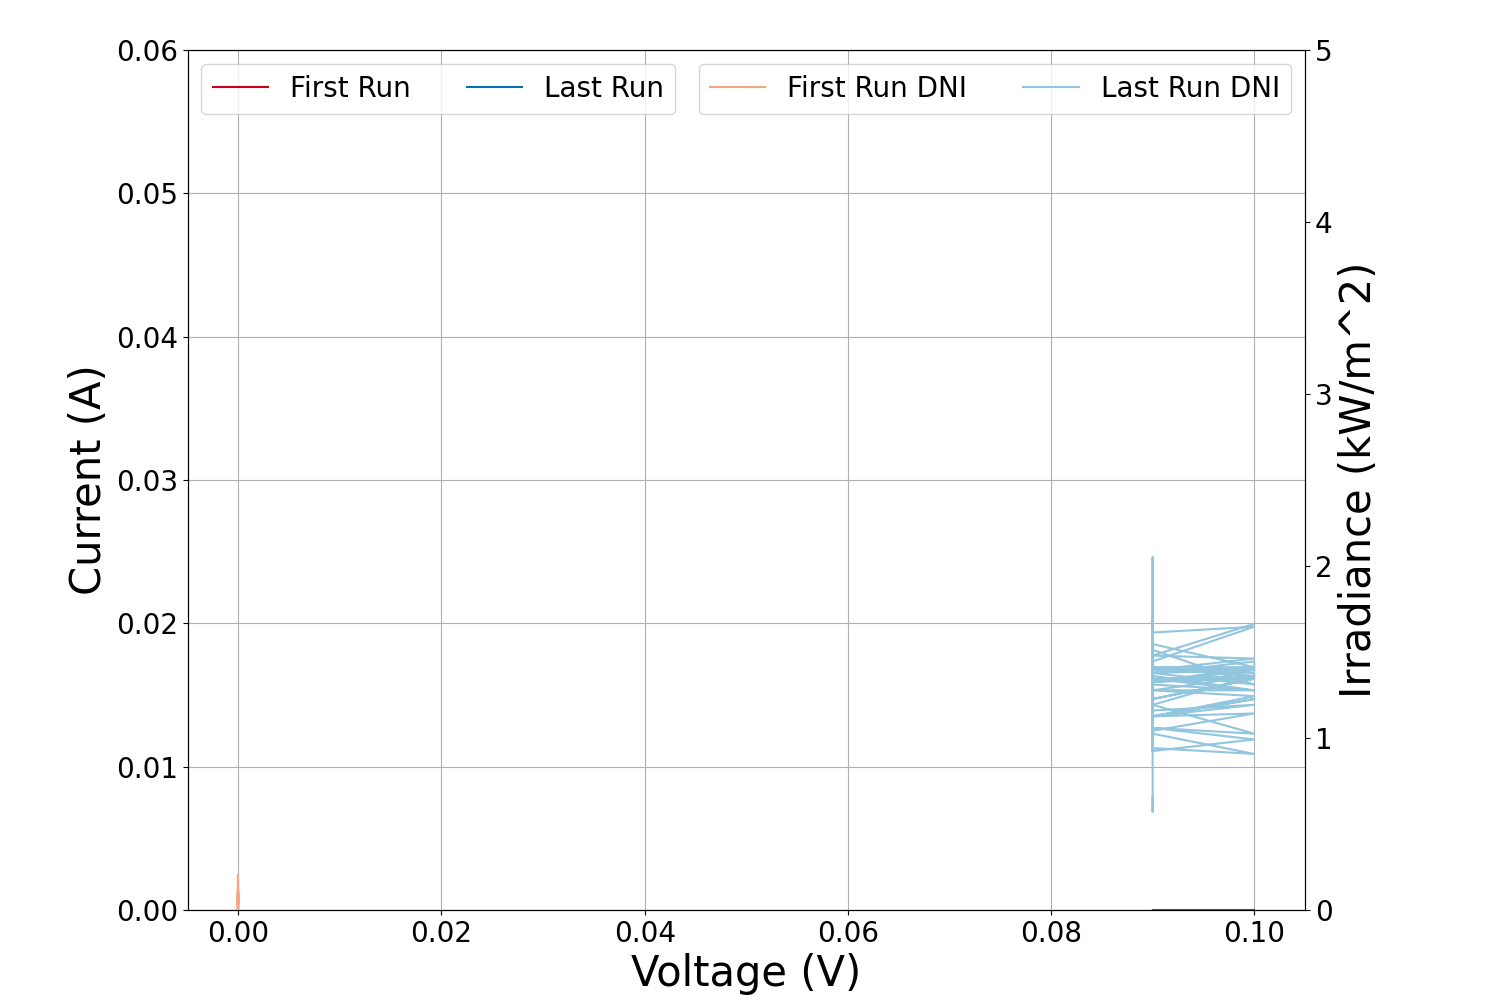 First Run
Last Run
First Run DNI
Last Run DNI
0.06
0.05
0.04
0.03
0.02
0.01
0.00
Current (A)
5
4
3
2
1
0
Irradiance (kW/m^2)
0.00 0.02 0.04 0.06 0.08 0.10
Voltage (V)